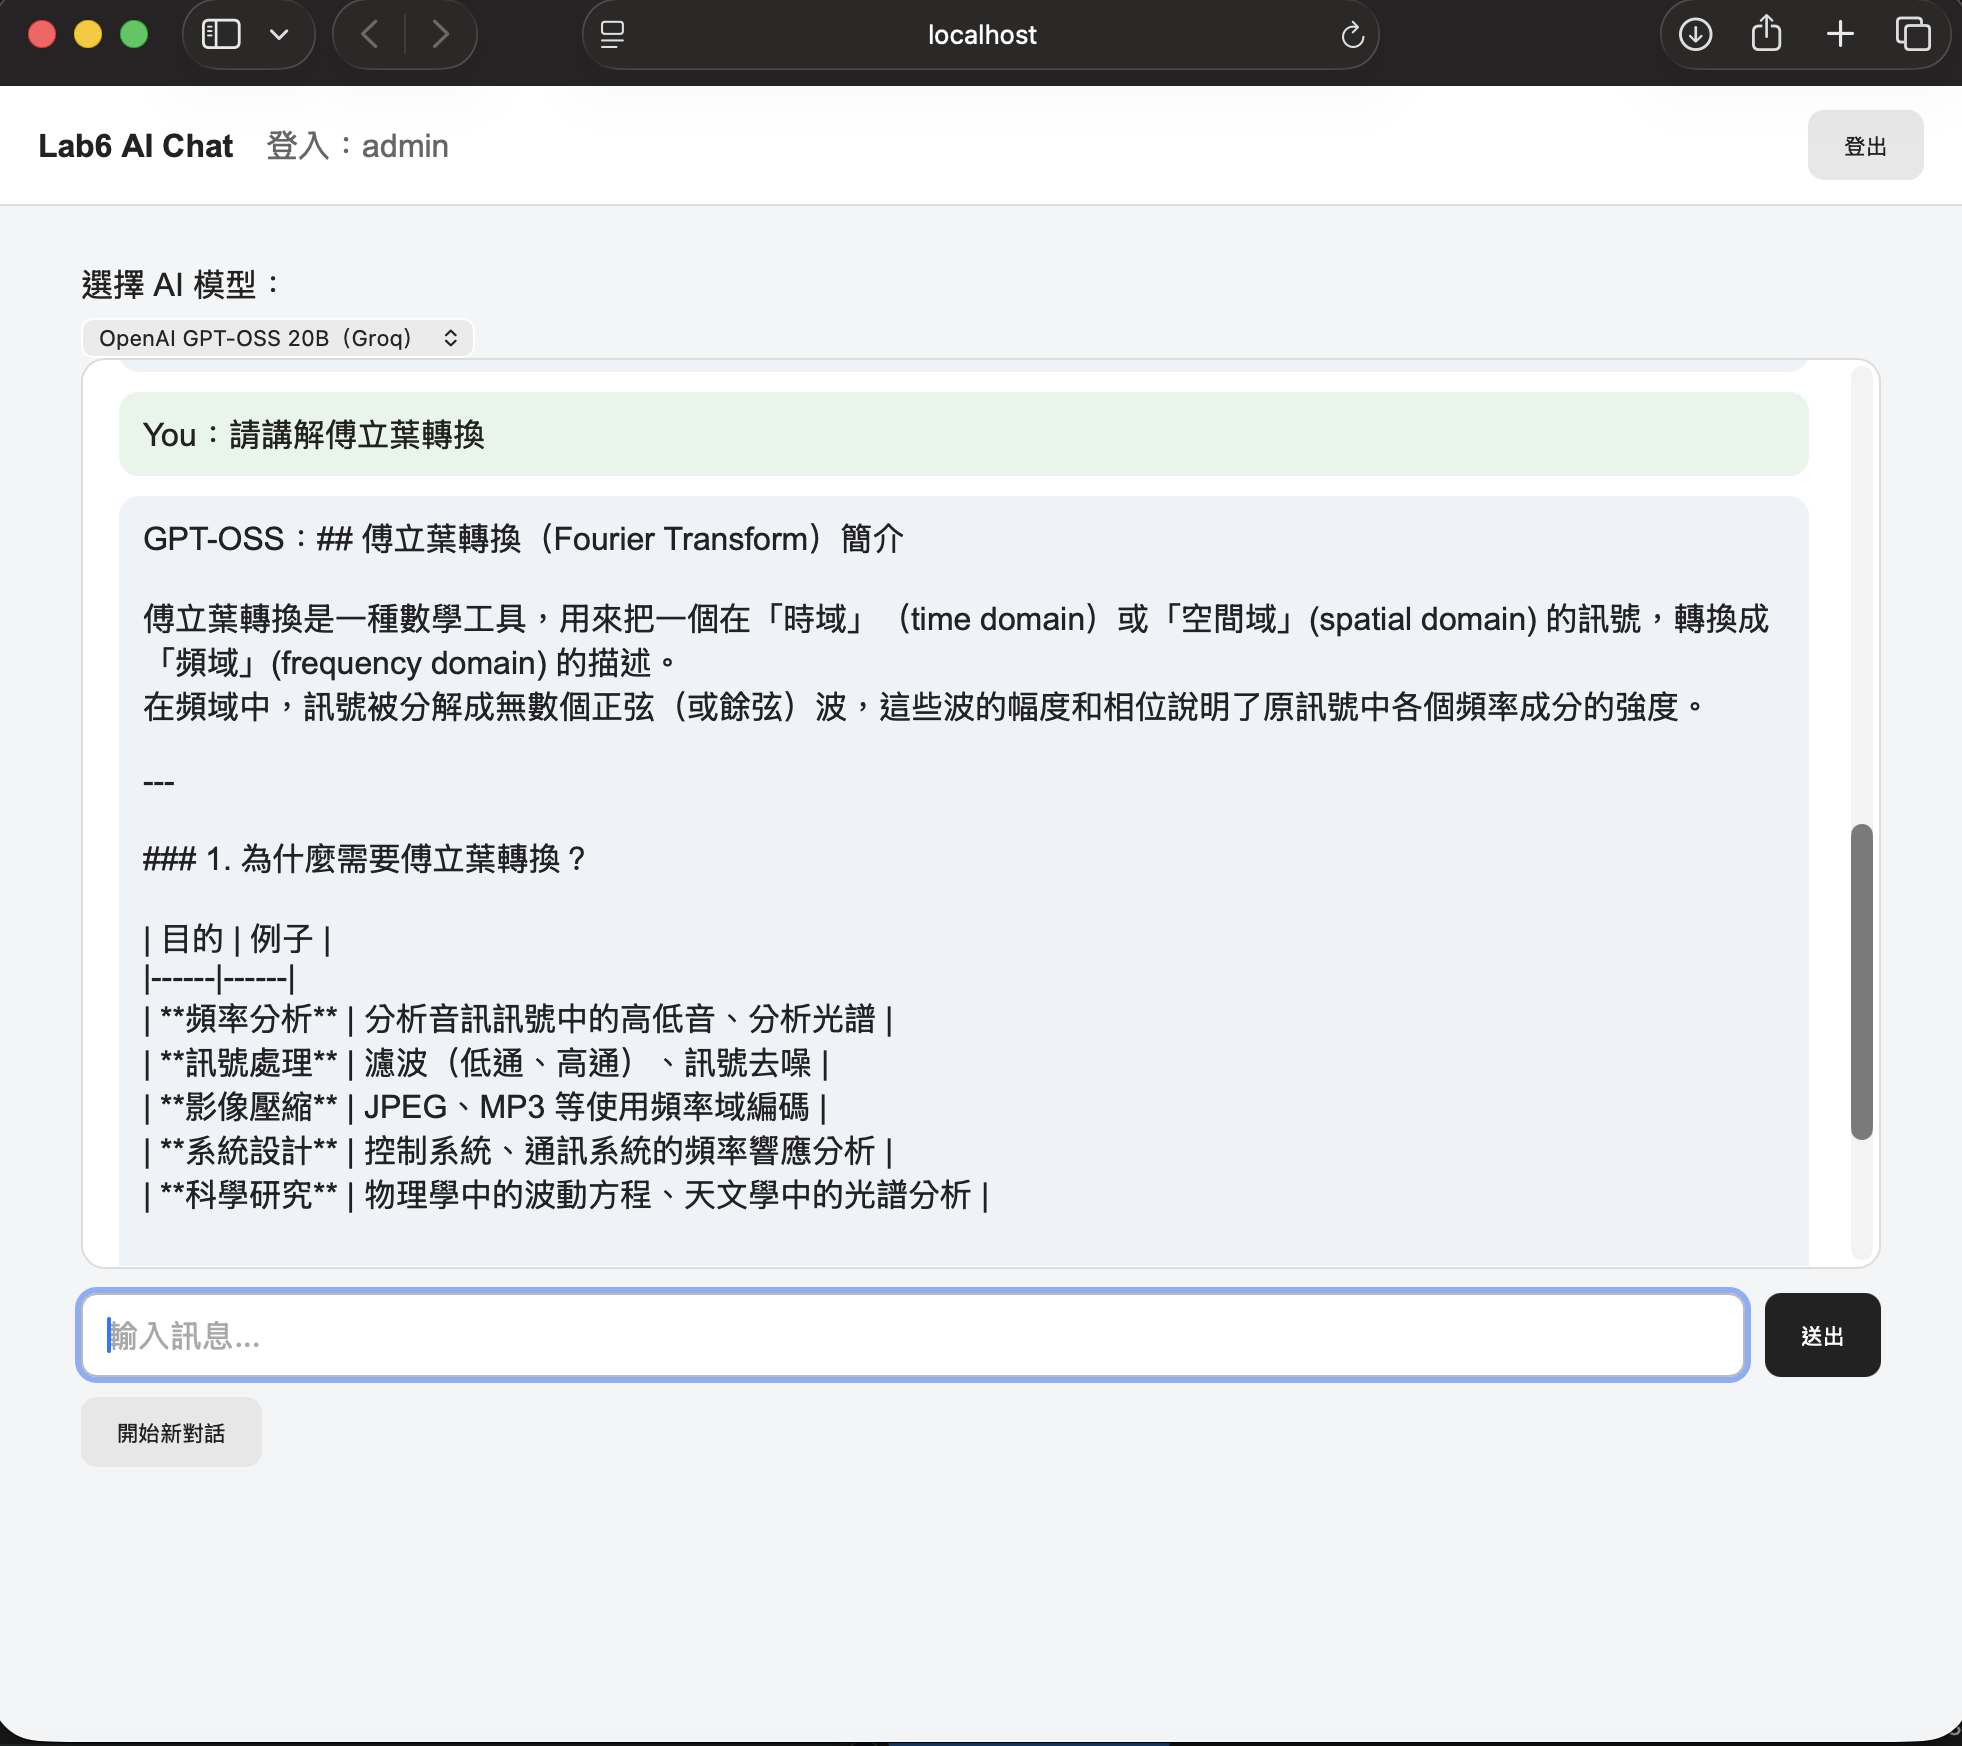 localhost
Lab6 AI Chat 登入：admin
登出
選擇 AI 模型：
OpenAI GPT-OSS 20B（Groq）
You：請講解傅立葉轉換
GPT-OSS：## 傅立葉轉換（Fourier Transform）簡介
傅立葉轉換是一種數學工具，用來把一個在「時域」（time domain）或「空間域」(spatial domain) 的訊號，轉換成
「頻域」(frequency domain) 的描述。
在頻域中，訊號被分解成無數個正弦（或餘弦）波，這些波的幅度和相位說明了原訊號中各個頻率成分的強度。
---
### 1. 為什麼需要傅立葉轉換？
| 目的 | 例子 |
|------|------|
| **頻率分析** | 分析音訊訊號中的高低音、分析光譜 |
| **訊號處理** | 濾波（低通、高通）、訊號去噪 |
| **影像壓縮** | JPEG、MP3 等使用頻率域編碼 |
| **系統設計** | 控制系統、通訊系統的頻率響應分析 |
| **科學研究** | 物理學中的波動方程、天文學中的光譜分析 |
輸入訊息...
送出
開始新對話